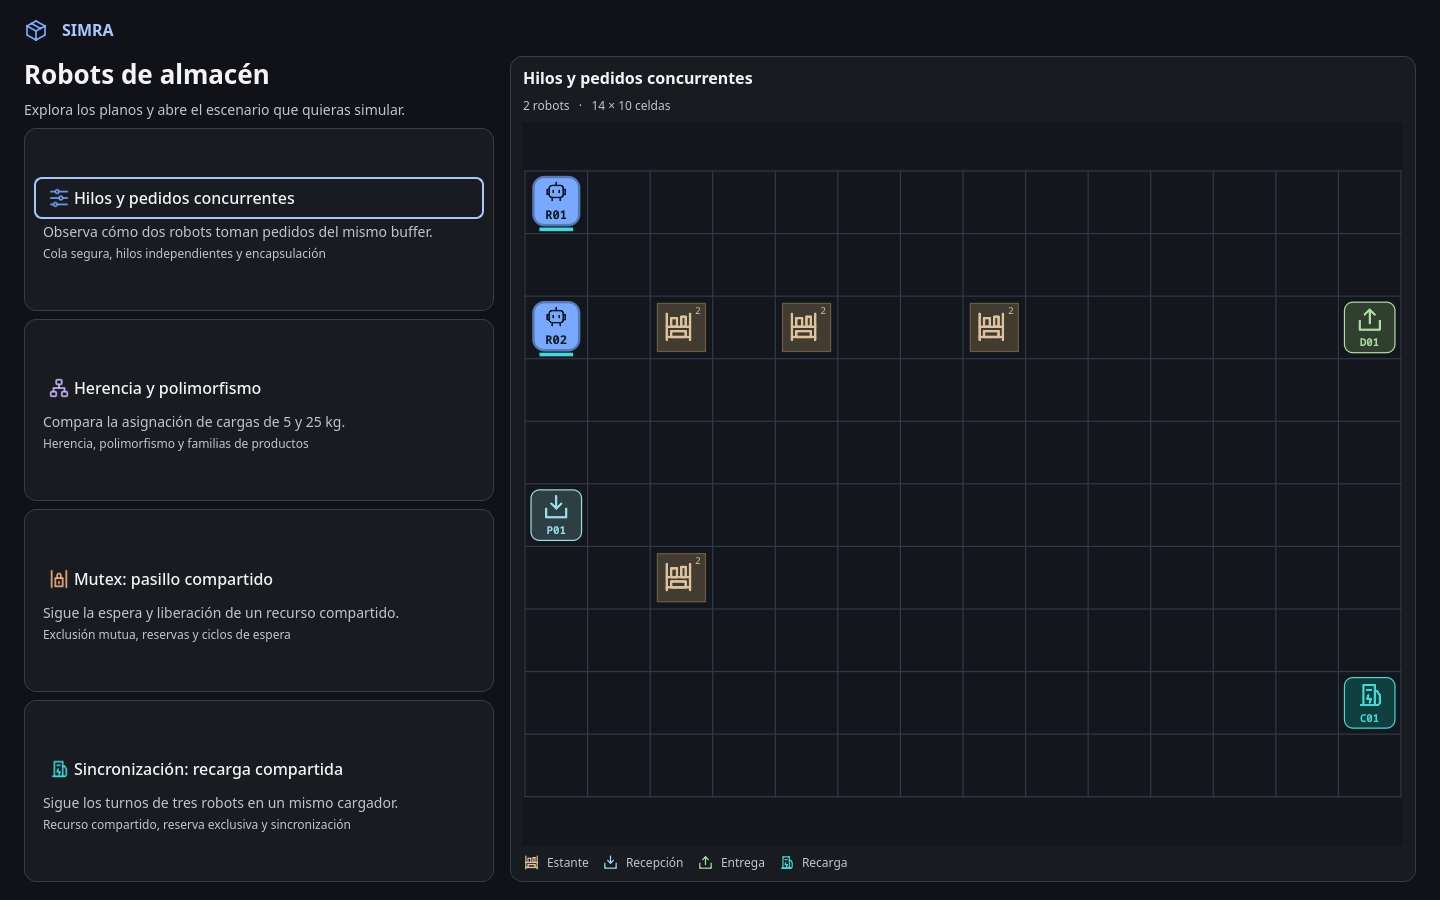 SIMRA
Robots de almacén
Explora los planos y abre el escenario que quieras simular.
Hilos y pedidos concurrentes
Observa cómo dos robots toman pedidos del mismo buffer.
Cola segura, hilos independientes y encapsulación
Herencia y polimorfismo
Compara la asignación de cargas de 5 y 25 kg.
Herencia, polimorfismo y familias de productos
Mutex: pasillo compartido
Sigue la espera y liberación de un recurso compartido.
Exclusión mutua, reservas y ciclos de espera
Sincronización: recarga compartida
Sigue los turnos de tres robots en un mismo cargador.
Recurso compartido, reserva exclusiva y sincronización
Hilos y pedidos concurrentes
2 robots · 14 × 10 celdas
R01
R02
2
2
2
D01
P01
2
C01
Estante
Recepción
Entrega
Recarga